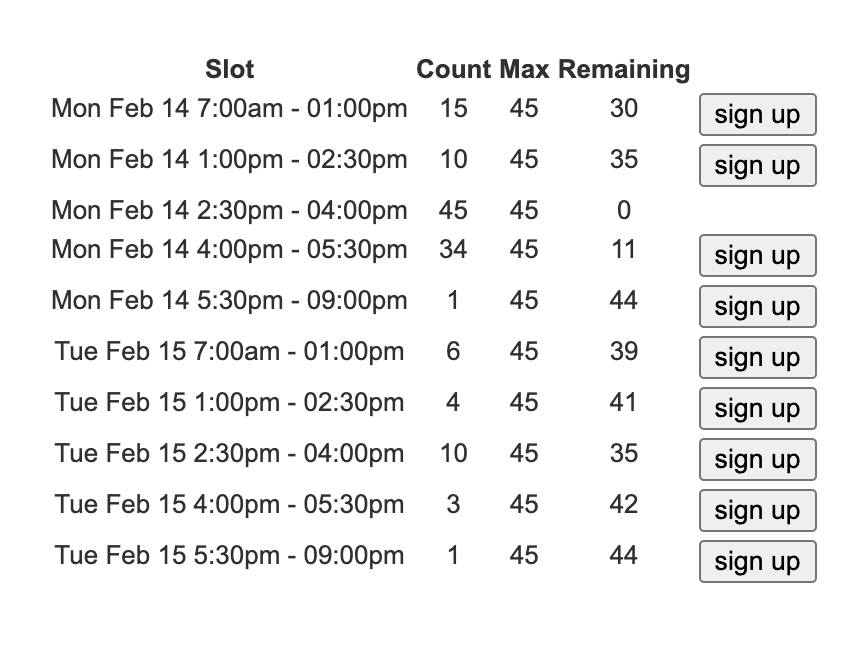 Slot Count Max Remaining
Mon Feb 14 7:00am - 01:00pm 15 45 30 sign up
Mon Feb 14 1:00pm - 02:30pm 10 45 35 sign up
Mon Feb 14 2:30pm - 04:00pm 45 45 0
Mon Feb 14 4:00pm - 05:30pm 34 45 11 sign up
Mon Feb 14 5:30pm - 09:00pm 1 45 44 sign up
Tue Feb 15 7:00am - 01:00pm 6 45 39 sign up
Tue Feb 15 1:00pm - 02:30pm 4 45 41 sign up
Tue Feb 15 2:30pm - 04:00pm 10 45 35 sign up
Tue Feb 15 4:00pm - 05:30pm 3 45 42 sign up
Tue Feb 15 5:30pm - 09:00pm 1 45 44 sign up